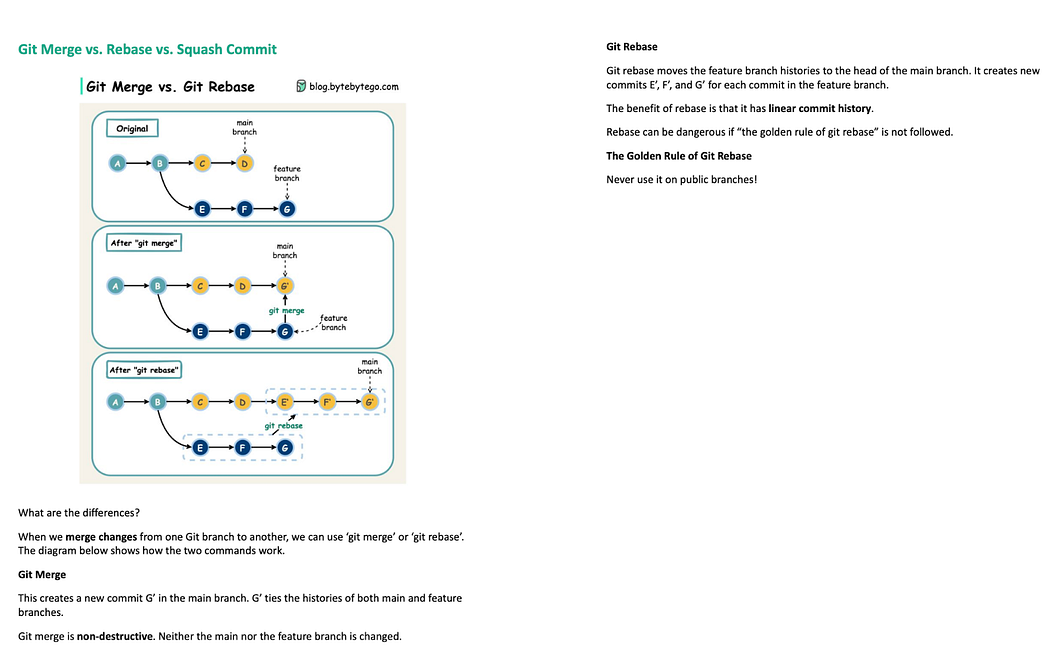 Git Merge vs. Rebase vs. Squash Commit
Git Merge vs. Git Rebase
blog.bytebytego.com
Original
main
branch
A
B
C
D
feature
branch
E
F
G
After "git merge"
main
branch
A
B
C
D
G'
git merge
feature
branch
E
F
G
After "git rebase"
main
branch
A
B
C
D
E'
F'
G'
git rebase
E
F
G
What are the differences?
When we merge changes from one Git branch to another, we can use ‘git merge’ or ‘git rebase’.
The diagram below shows how the two commands work.
Git Merge
This creates a new commit G’ in the main branch. G’ ties the histories of both main and feature
branches.
Git merge is non-destructive. Neither the main nor the feature branch is changed.
Git Rebase
Git rebase moves the feature branch histories to the head of the main branch. It creates new
commits E’, F’, and G’ for each commit in the feature branch.
The benefit of rebase is that it has linear commit history.
Rebase can be dangerous if “the golden rule of git rebase” is not followed.
The Golden Rule of Git Rebase
Never use it on public branches!